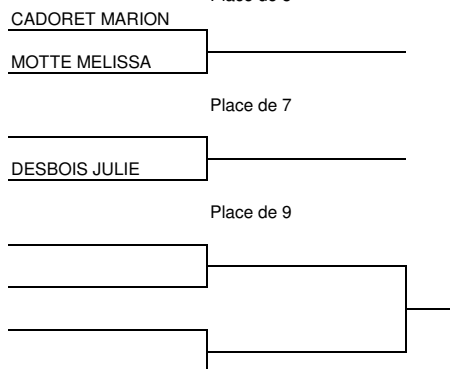 CADORET MARION
MOTTE MELISSA
Place de 7
DESBOIS JULIE
Place de 9